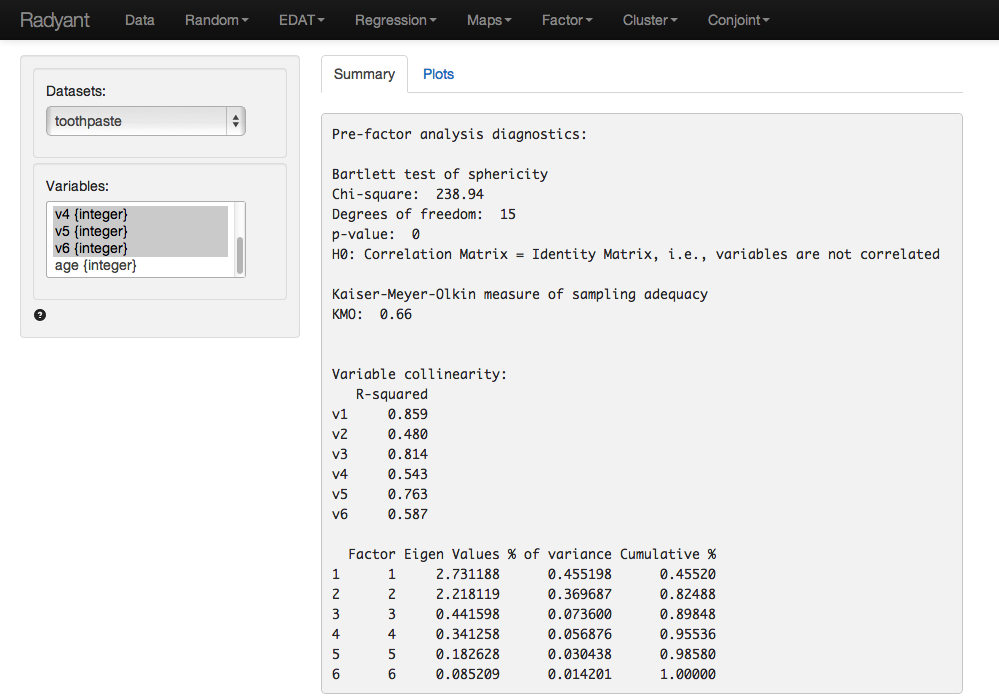 Radyant Data Random EDAT Regression Maps Factor Cluster Conjoint
Datasets:
toothpaste
Variables:
v4 {integer}
v5 {integer}
v6 {integer}
age {integer}
?
Summary Plots
Pre-factor analysis diagnostics:
Bartlett test of sphericity
Chi-square: 238.94
Degrees of freedom: 15
p-value: 0
H0: Correlation Matrix = Identity Matrix, i.e., variables are not correlated
Kaiser-Meyer-Olkin measure of sampling adequacy
KMO: 0.66
Variable collinearity:
R-squared
v1 0.859
v2 0.480
v3 0.814
v4 0.543
v5 0.763
v6 0.587
Factor Eigen Values % of variance Cumulative %
1 1 2.731188 0.455198 0.45520
2 2 2.218119 0.369687 0.82488
3 3 0.441598 0.073600 0.89848
4 4 0.341258 0.056876 0.95536
5 5 0.182628 0.030438 0.98580
6 6 0.085209 0.014201 1.00000